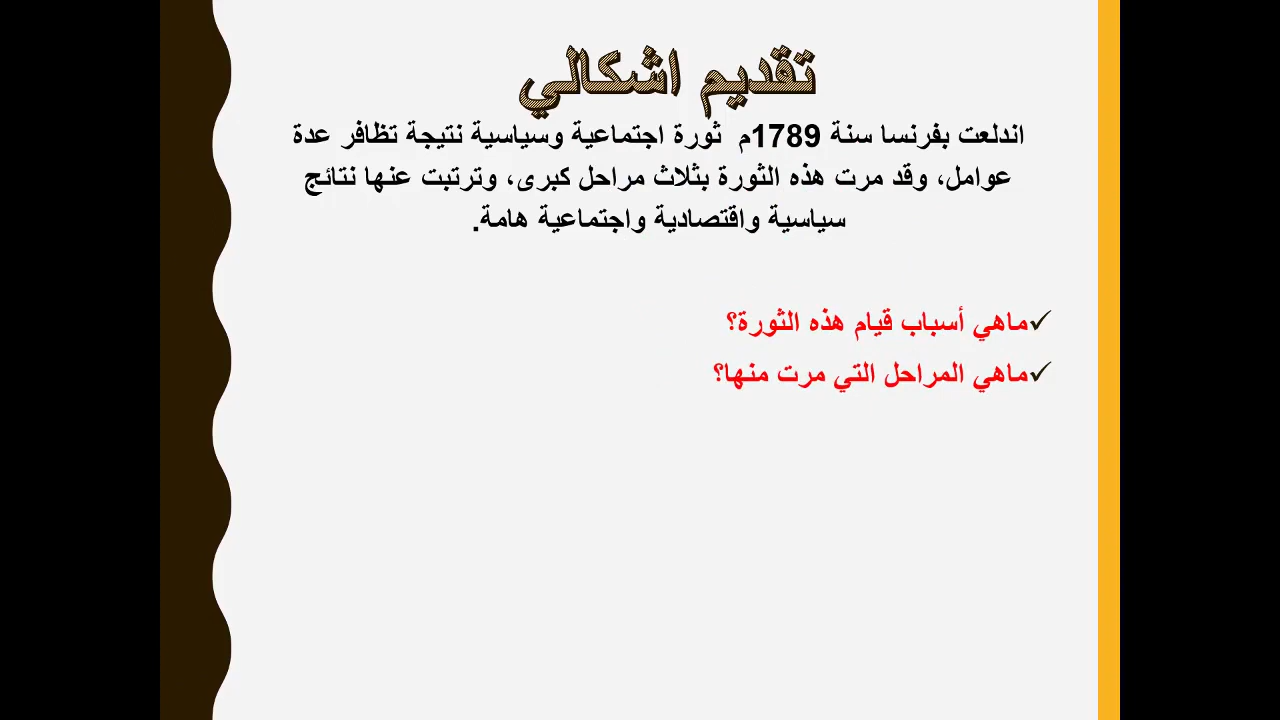 تقديم اشكالي
اندلعت بفرنسا سنة 1789م ثورة اجتماعية وسياسية نتيجة تظافر عدة
عوامل، وقد مرت هذه الثورة بثلاث مراحل كبرى، وترتبت عنها نتائج
سياسية واقتصادية واجتماعية هامة.
✓ماهي أسباب قيام هذه الثورة؟
✓ماهي المراحل التي مرت منها؟